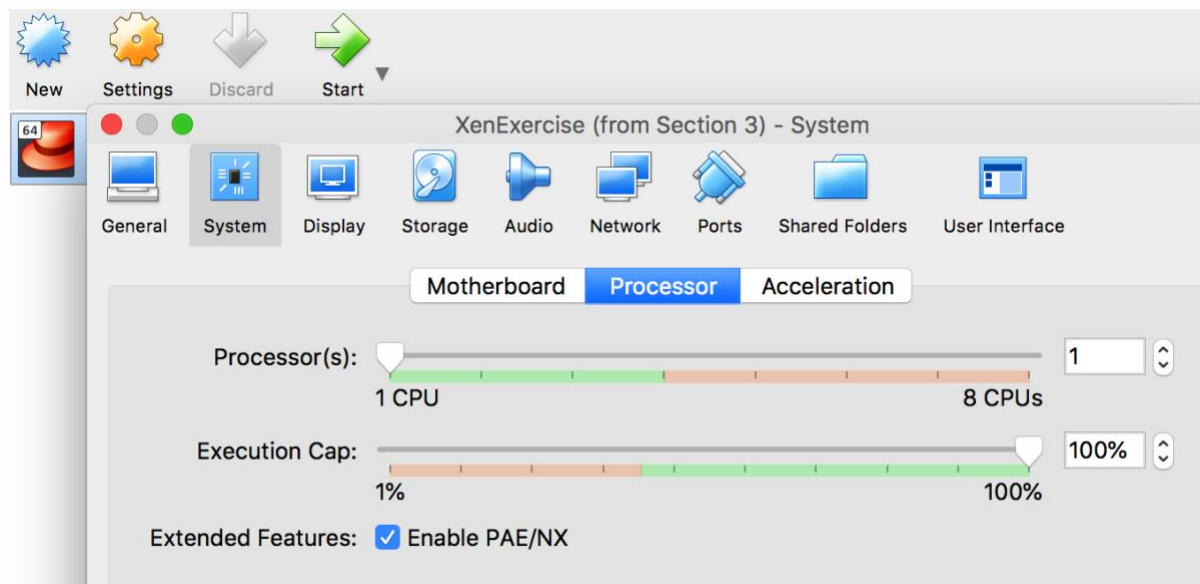 New Settings Discard Start
64
XenExercise (from Section 3) - System
General System Display Storage Audio Network Ports Shared Folders User Interface
Motherboard Processor Acceleration
Processor(s): 1
1 CPU 8 CPUs
Execution Cap: 100%
1% 100%
Extended Features: Enable PAE/NX